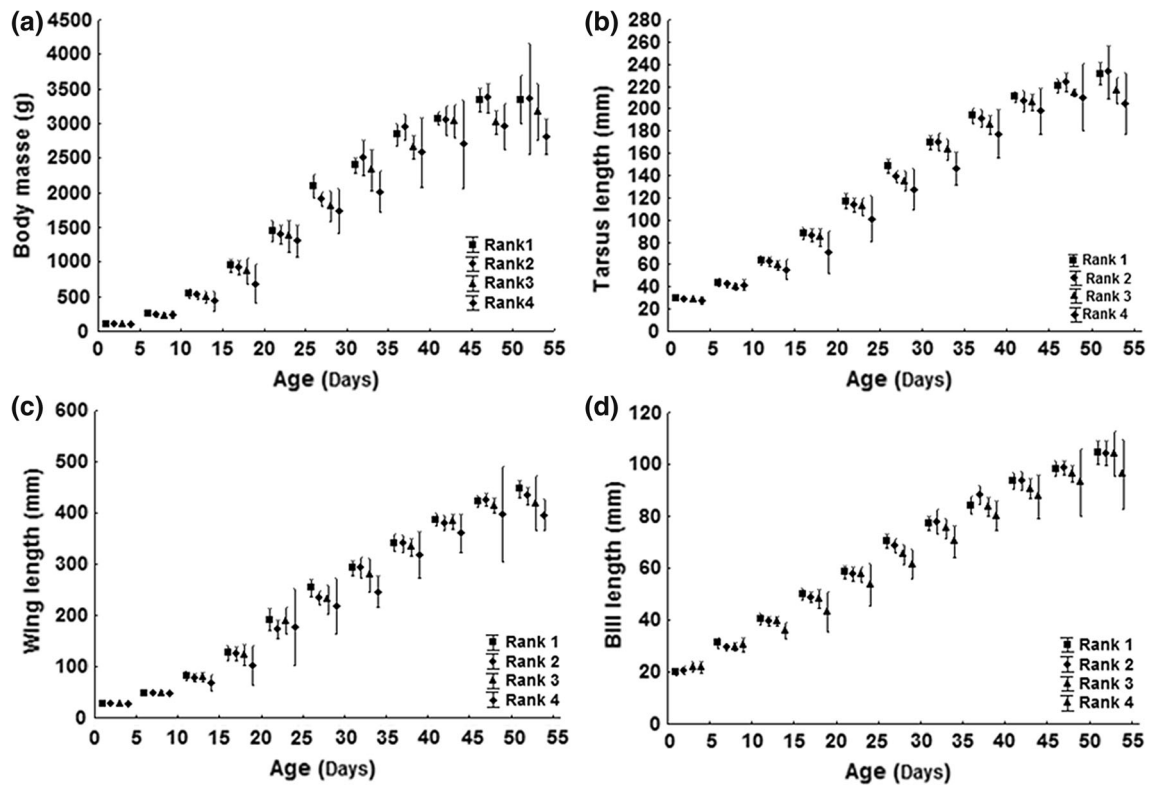 (a)
4500
4000
3500
3000
2500
2000
1500
1000
500
0
Body masse (g)
Rank1
Rank2
Rank3
Rank4
0 5 10 15 20 25 30 35 40 45 50 55
Age (Days)
(b)
280
260
240
220
200
180
160
140
120
100
80
60
40
20
0
Tarsus length (mm)
Rank 1
Rank 2
Rank 3
Rank 4
0 5 10 15 20 25 30 35 40 45 50 55
Age (Days)
(c)
600
500
400
300
200
100
0
Wing length (mm)
Rank 1
Rank 2
Rank 3
Rank 4
0 5 10 15 20 25 30 35 40 45 50 55
Age (Days)
(d)
120
100
80
60
40
20
0
Bill length (mm)
Rank 1
Rank 2
Rank 3
Rank 4
0 5 10 15 20 25 30 35 40 45 50 55
Age (Days)